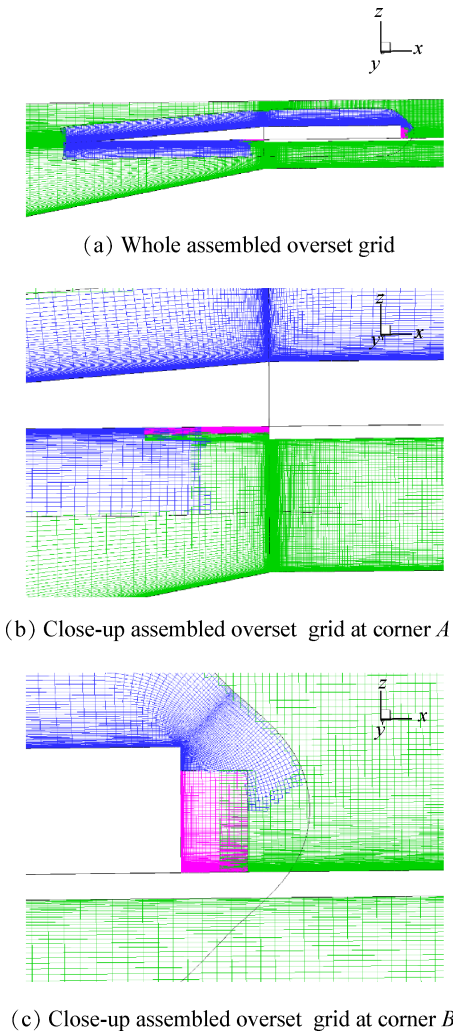 z
x
y
(a) Whole assembled overset grid
z
y
x
(b) Close-up assembled overset grid at corner A
z
y
x
(c) Close-up assembled overset grid at corner B